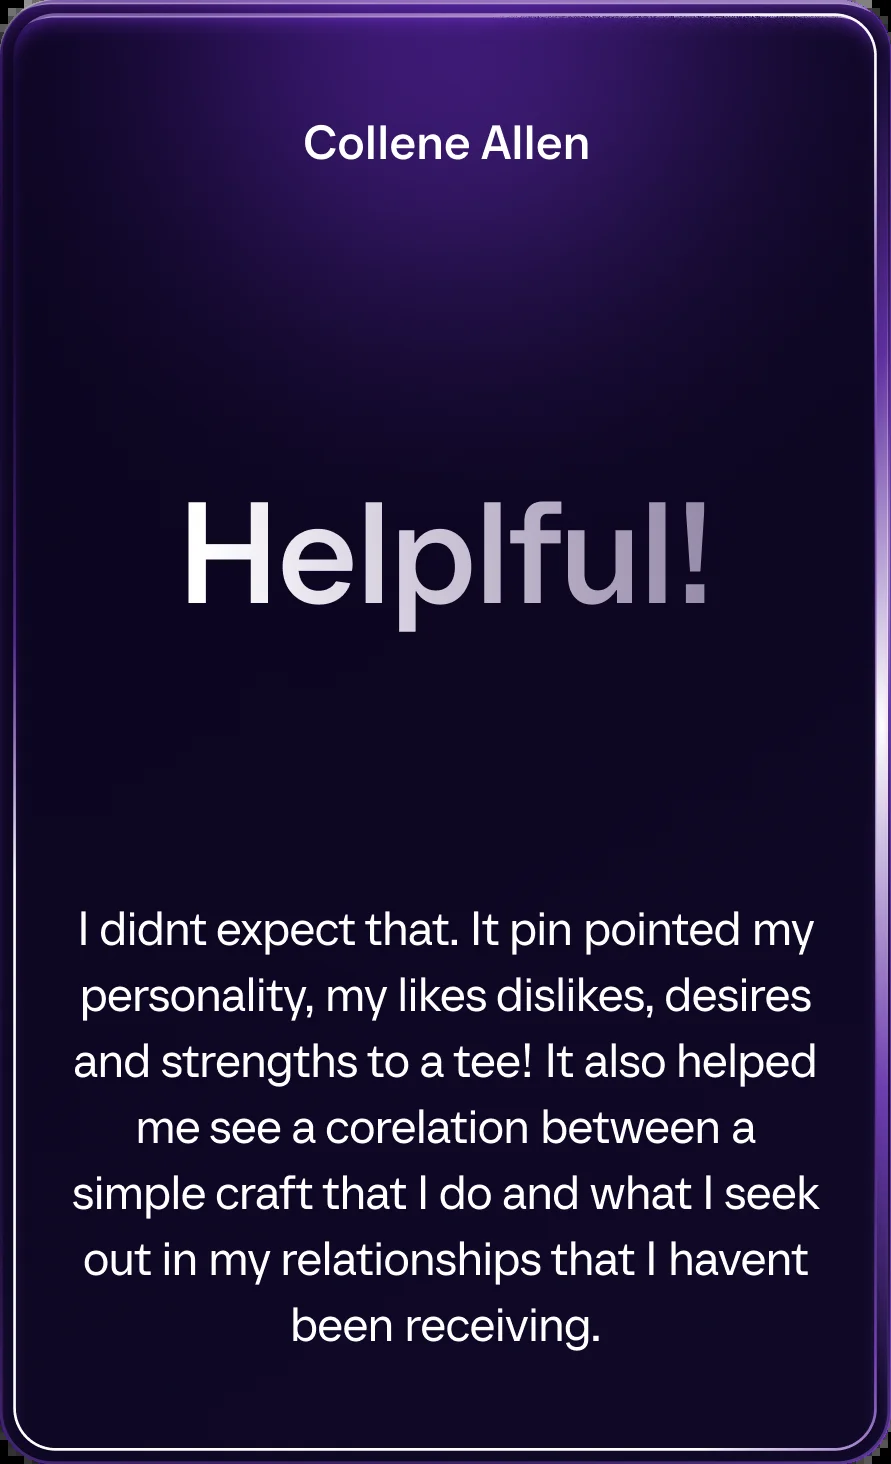 Collene Allen
Helplful!
I didnt expect that. It pin pointed my
personality, my likes dislikes, desires
and strengths to a tee! It also helped
me see a corelation between a
simple craft that I do and what I seek
out in my relationships that I havent
been receiving.